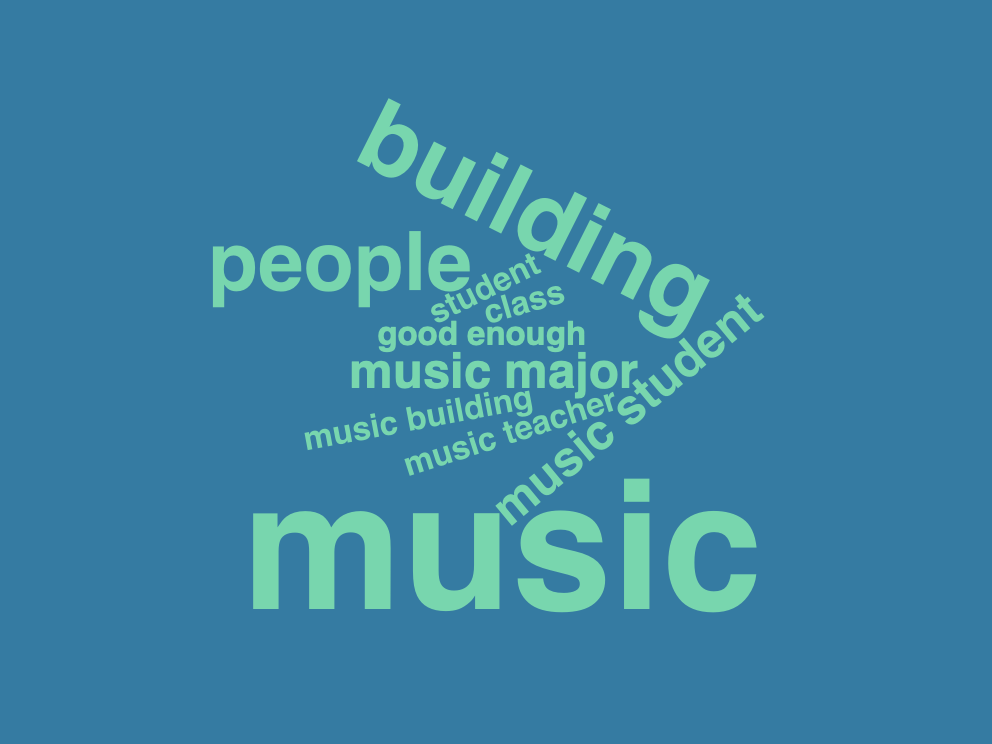 building
people
student
class
good enough
music major
music student
music building
music teacher
music